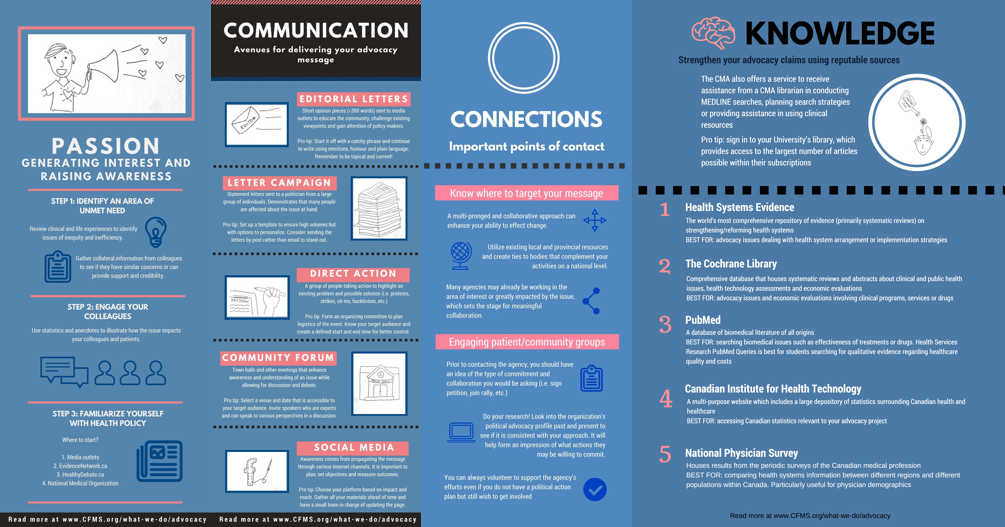 PASSION
GENERATING INTEREST AND
RAISING AWARENESS
STEP 1: IDENTIFY AN AREA OF
UNMET NEED
Review clinical and life experiences to identify
issues of inequity and inefficiency.
Gather collateral information from colleagues
to see if they have similar concerns or can
provide support and credibility.
STEP 2: ENGAGE YOUR
COLLEAGUES
Use statistics and anecdotes to illustrate how the issue impacts
your colleagues and patients.
STEP 3: FAMILIARIZE YOURSELF
WITH HEALTH POLICY
Where to start?
1. Media outlets
2. EvidenceNetwork.ca
3. HealthyDebate.ca
4. National Medical Organization
Read more at www.CFMS.org/what-we-do/advocacy
COMMUNICATION
Avenues for delivering your advocacy
message
EDITOR
EDITORIAL LETTERS
Short opinion pieces (<300 words) sent to media
outlets to educate the community, challenge existing
viewpoints and gain attention of policy-makers.
Pro tip: Start it off with a catchy phrase and continue
to write using emotions, humour and plain language.
Remember to be topical and current!
LETTER CAMPAIGN
Statement letters sent to a politician from a large
group of individuals. Demonstrates that many people
are affected about the issue at hand.
Pro tip: Set up a template to ensure high volumes but
with options to personalize. Consider sending the
letters by post rather than email to stand out.
DIRECT ACTION
A group of people taking action to highlight an
existing problem and possible solution (i.e. protests,
strikes, sit-ins, hacktivism, etc.)
Pro tip: Form an organizing committee to plan
logistics of the event. Know your target audience and
create a defined start and end time for better control.
COMMUNITY FORUM
Town halls and other meetings that enhance
awareness and understanding of an issue while
allowing for discussion and debate.
Pro tip: Select a venue and date that is accessible to
your target audience. Invite speakers who are experts
and can speak to various perspectives in a discussion.
SOCIAL MEDIA
Awareness comes from propagating the message
through various internet channels. It is important to
plan, set objectives and measure outcomes.
Pro tip: Choose your platform based on impact and
reach. Gather all your materials ahead of time and
have a small team in charge of updating the page.
Read more at www.CFMS.org/what-we-do/advocacy
CONNECTIONS
Important points of contact
Know where to target your message
A multi-pronged and collaborative approach can
enhance your ability to effect change.
Utilize existing local and provincial resources
and create ties to bodies that complement your
activities on a national level.
Many agencies may already be working in the
area of interest or greatly impacted by the issue,
which sets the stage for meaningful
collaboration.
Engaging patient/community groups
Prior to contacting the agency, you should have
an idea of the type of commitment and
collaboration you would be asking (i.e. sign
petition, join rally, etc.)
Do your research! Look into the organization's
political advocacy profile past and present to
see if it is consistent with your approach. It will
help form an impression of what actions they
may be willing to commit.
You can always volunteer to support the agency's
efforts even if you do not have a political action
plan but still wish to get involved
KNOWLEDGE
Strengthen your advocacy claims using reputable sources
The CMA also offers a service to receive
assistance from a CMA librarian in conducting
MEDLINE searches, planning search strategies
or providing assistance in using clinical
resources
Pro tip: sign in to your University's library, which
provides access to the largest number of articles
possible within their subscriptions
1
Health Systems Evidence
The world's most comprehensive repository of evidence (primarily systematic reviews) on
strengthening/reforming health systems
BEST FOR: advocacy issues dealing with health system arrangement or implementation strategies
2
The Cochrane Library
Comprehensive database that houses systematic reviews and abstracts about clinical and public health
issues, health technology assessments and economic evaluations
BEST FOR: advocacy issues and economic evaluations involving clinical programs, services or drugs
3
PubMed
A database of biomedical literature of all origins
BEST FOR: searching biomedical issues such as effectiveness of treatments or drugs. Health Services
Research PubMed Queries is best for students searching for qualitative evidence regarding healthcare
quality and costs
4
Canadian Institute for Health Technology
A multi-purpose website which includes a large depository of statistics surrounding Canadian health and
healthcare
BEST FOR: accessing Canadian statistics relevant to your advocacy project
5
National Physician Survey
Houses results from the periodic surveys of the Canadian medical profession
BEST FOR: comparing health systems information between different regions and different
populations within Canada. Particularly useful for physician demographics
Read more at www.CFMS.org/what-we-do/advocacy